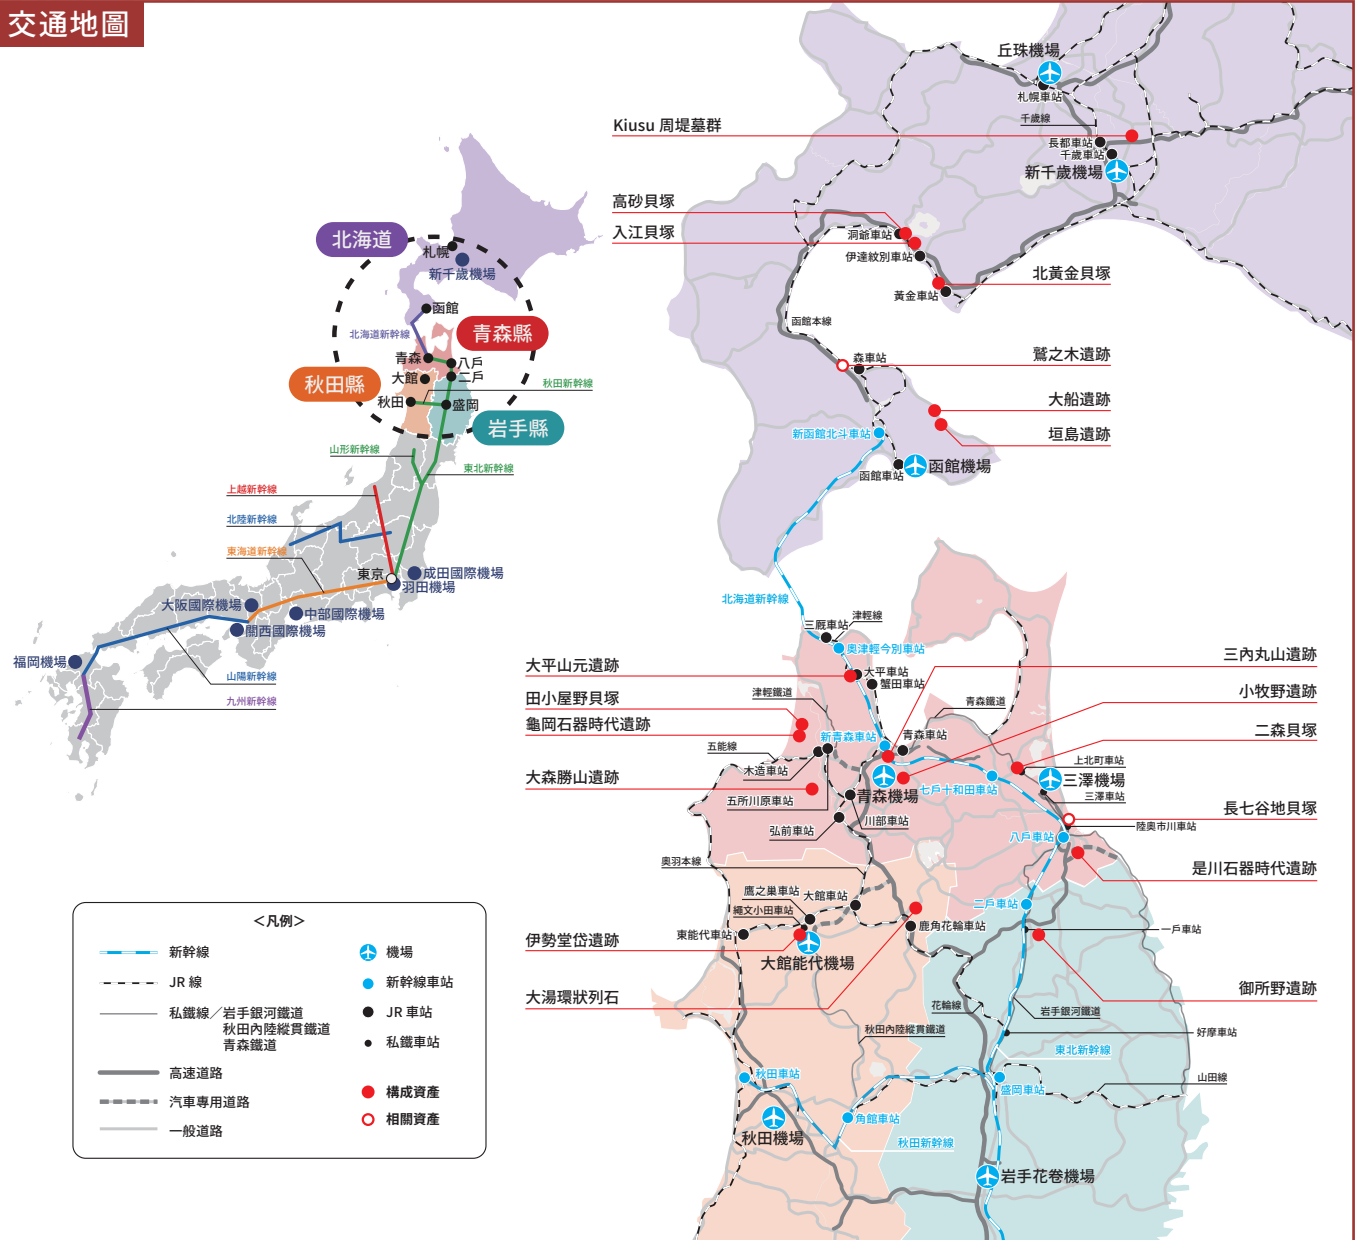 交通地圖
北海道
札幌
新千歲機場
函館
北海道新幹線
青森縣
青森
八戶
二戶
大館
秋田縣
秋田新幹線
秋田
盛岡
岩手縣
山形新幹線
東北新幹線
上越新幹線
北陸新幹線
東海道新幹線
東京
成田國際機場
羽田機場
大阪國際機場
中部國際機場
關西國際機場
福岡機場
山陽新幹線
九州新幹線
丘珠機場
札幌車站
千歲線
Kiusu 周堤墓群
長都車站
千歲車站
新千歲機場
高砂貝塚
入江貝塚
洞爺車站
伊達紋別車站
北黃金貝塚
黃金車站
函館本線
森車站
鷲之木遺跡
大船遺跡
垣島遺跡
新函館北斗車站
函館車站
函館機場
北海道新幹線
三厩車站
津輕線
奧津輕今別車站
大平山元遺跡
大平車站
蟹田車站
三內丸山遺跡
田小屋野貝塚
津輕鐵道
青森鐵道
小牧野遺跡
龜岡石器時代遺跡
新青森車站
青森車站
二森貝塚
五能線
木造車站
上北町車站
大森勝山遺跡
青森機場
七戶十和田車站
三澤機場
三澤車站
五所川原車站
川部車站
長七谷地貝塚
弘前車站
陸奧市川車站
八戶車站
奧羽本線
是川石器時代遺跡
鷹之巢車站
大館車站
繩文小田車站
二戶車站
東能代車站
鹿角花輪車站
一戶車站
伊勢堂岱遺跡
大館能代機場
大湯環狀列石
御所野遺跡
花輪線
岩手銀河鐵道
秋田內陸縱貫鐵道
好摩車站
東北新幹線
秋田車站
盛岡車站
山田線
秋田機場
角館車站
秋田新幹線
岩手花卷機場
＜凡例＞
新幹線
JR 線
私鐵線／岩手銀河鐵道
秋田內陸縱貫鐵道
青森鐵道
高速道路
汽車專用道路
一般道路
機場
新幹線車站
JR 車站
私鐵車站
構成資產
相關資產